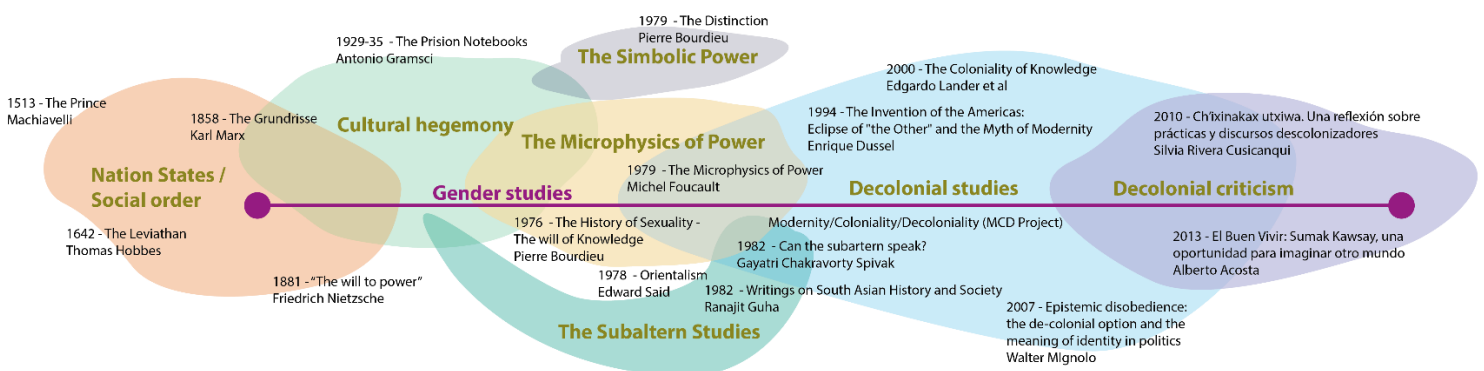 1513 - The Prince
Machiavelli
Nation States /
Social order
1642 - The Leviathan
Thomas Hobbes
1858 - The Grundrisse
Karl Marx
1881 - “The will to power”
Friedrich Nietzsche
1929-35 - The Prision Notebooks
Antonio Gramsci
Cultural hegemony
Gender studies
1979 - The Distinction
Pierre Bourdieu
The Simbolic Power
The Microphysics of Power
1979 - The Microphysics of Power
Michel Foucault
1976 - The History of Sexuality -
The will of Knowledge
Pierre Bourdieu
1978 - Orientalism
Edward Said
1982 - Can the subartern speak?
Gayatri Chakravorty Spivak
1982 - Writings on South Asian History and Society
Ranajit Guha
The Subaltern Studies
2000 - The Coloniality of Knowledge
Edgardo Lander et al
1994 - The Invention of the Americas:
Eclipse of "the Other" and the Myth of Modernity
Enrique Dussel
Decolonial studies
Modernity/Coloniality/Decoloniality (MCD Project)
2007 - Epistemic disobedience:
the de-colonial option and the
meaning of identity in politics
Walter MIgnolo
2010 - Ch’ixinakax utxiwa. Una reflexión sobre
prácticas y discursos descolonizadores
Silvia Rivera Cusicanqui
Decolonial criticism
2013 - El Buen Vivir: Sumak Kawsay, una
oportunidad para imaginar otro mundo
Alberto Acosta